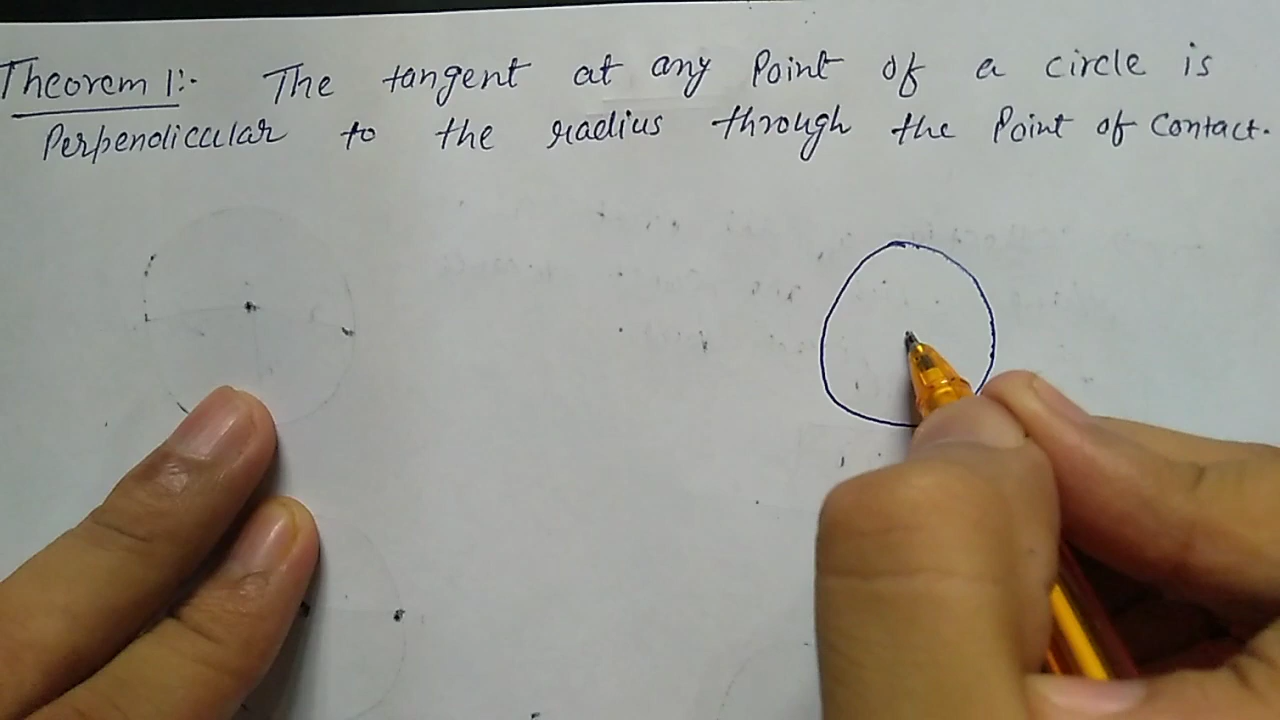 Theorem 1:- The tangent at any Point of a circle is
Perpendicular to the radius through the Point of Contact.